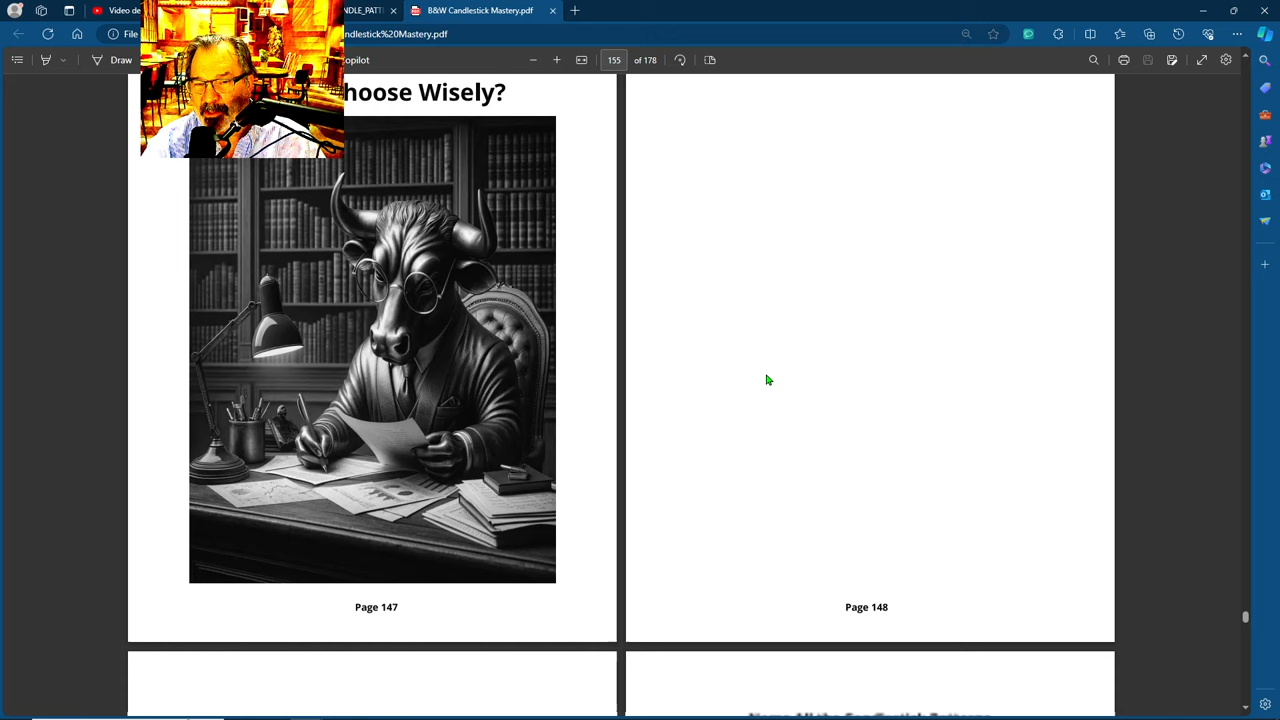 Video de
NDLE_PATT
B&W Candlestick Mastery.pdf
File
ndlestick%20Mastery.pdf
Draw
opilot
155
of 178
hoose Wisely?
Page 147
Page 148